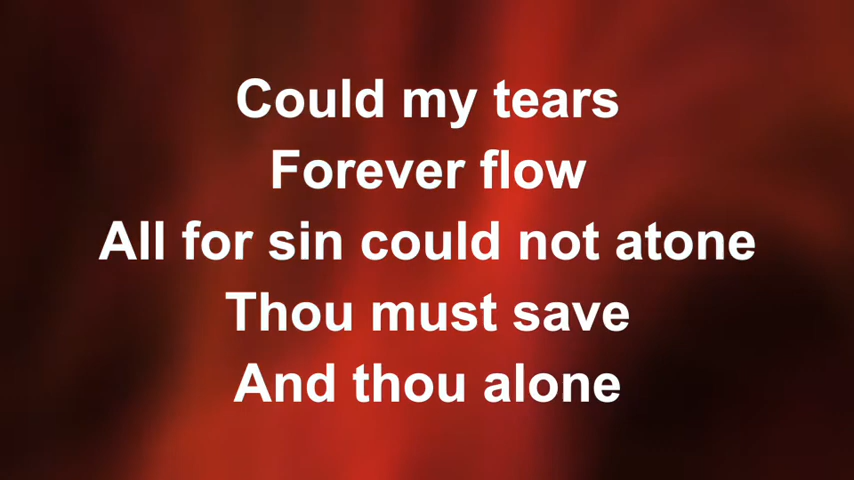 Could my tears
Forever flow
All for sin could not atone
Thou must save
And thou alone